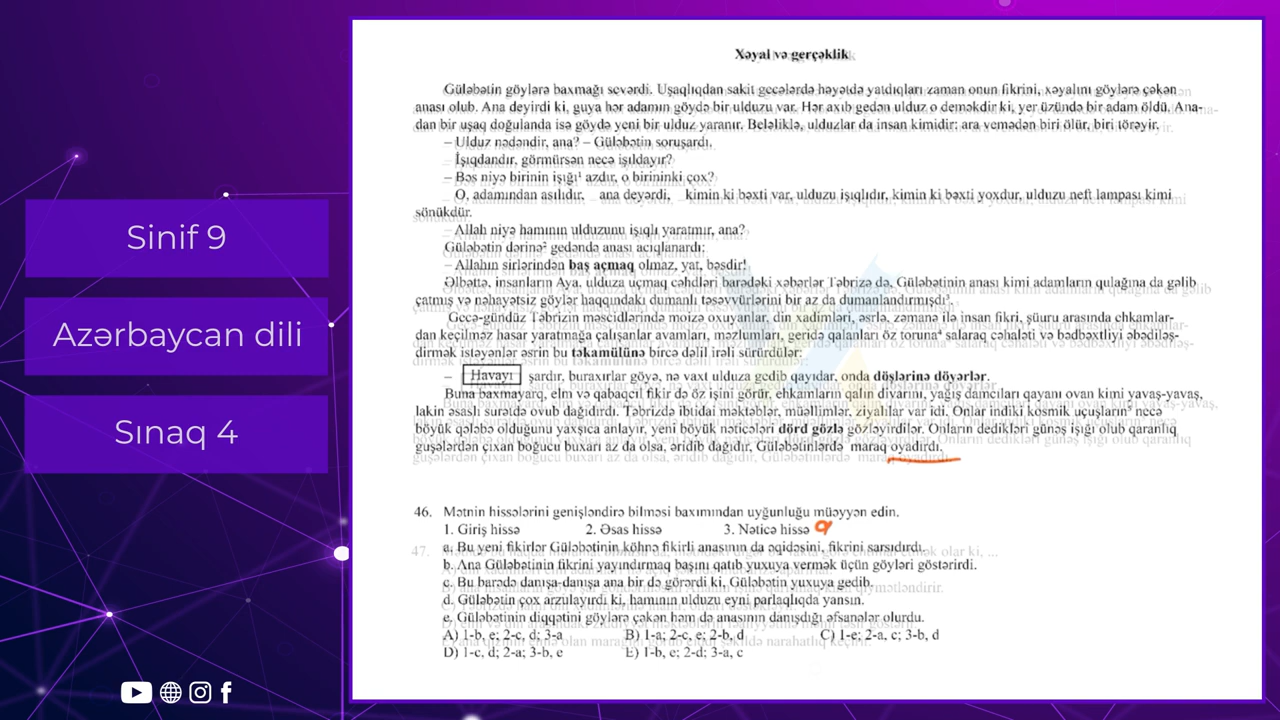 Sinif 9
Azərbaycan dili
Sınaq 4
Xəyal və gerçəklik
Güləbətin göylərə baxmağı sevərdi. Uşaqlıqdan sakit gecələrdə həyətdə yatdıqları zaman onun fikrini, xəyalını göylərə çəkən
anası olub. Ana deyirdi ki, guya hər adamın göydə bir ulduzu var. Hər axıb gedən ulduz o deməkdir ki, yer üzündə bir adam öldü. Ana-
dan bir uşaq doğulanda isə göydə yeni bir ulduz yaranır. Beləliklə, ulduzlar da insan kimidir: ara vemədən biri ölür, biri törəyir.
– Ulduz nədəndir, ana? – Güləbətin soruşardı.
– İşıqdandır, görmürsən necə işıldayır?
– Bəs niyə birinin işığı¹ azdır, o birininki çox?
– O, adamından asılıdır, – ana deyərdi, – kimin ki bəxti var, ulduzu işıqlıdır, kimin ki bəxti yoxdur, ulduzu neft lampası kimi
sönükdür.
– Allah niyə hamının ulduzunu işıqlı yaratmır, ana?
Güləbətin dərinə² gedəndə anası acıqlanardı:
– Allahın sirlərindən baş açmaq olmaz, yat, bəsdir!
Əlbəttə, insanların Aya, ulduza uçmaq cəhdləri barədəki xəbərlər Təbrizə də, Güləbətinin anası kimi adamların qulağına da gəlib
çatmış və nəhayətsiz göylər haqqındakı dumanlı təsəvvürlərini bir az da dumanlandırmışdı³.
Gecə-gündüz Təbrizin məscidlərində moizə oxuyanlar, din xadimləri, əsrlə, zəmanə ilə insan fikri, şüuru arasında ehkamlar-
dan keçilməz hasar yaratmağa çalışanlar avamları, məzlumları, geridə qalanları öz toruna⁴ salaraq cəhaləti və bədbəxtliyi əbədiləş-
dirmək istəyənlər əsrin bu təkamülünə bircə dəlil irəli sürürdülər:
– Havayı şardır, buraxırlar göyə, nə vaxt ulduza gedib qayıdar, onda döşlərinə döyərlər.
Buna baxmayarq, elm və qabaqcıl fikir də öz işini görür, ehkamların qalın divarını, yağış damcıları qayanı ovan kimi yavaş-yavaş,
lakin əsaslı surətdə ovub dağıdırdı. Təbrizdə ibtidai məktəblər, müəllimlər, ziyalılar var idi. Onlar indiki kosmik uçuşların⁵ necə
böyük qələbə olduğunu yaxşıca anlayır, yeni böyük nəticələri dörd gözlə gözləyirdilər. Onların dedikləri günəş işığı olub qaranlıq
guşələrdən çıxan boğucu buxarı az da olsa, əridib dağıdır, Güləbətinlərdə maraq oyadırdı.
46. Mətnin hissələrini genişləndirə bilməsi baxımından uyğunluğu müəyyən edin.
1. Giriş hissə 2. Əsas hissə 3. Nəticə hissə a
a. Bu yeni fikirlər Güləbətinin köhnə fikirli anasının da əqidəsini, fikrini sarsıdırdı.
b. Ana Güləbətinin fikrini yayındırmaq başını qatıb yuxuya vermək üçün göyləri göstərirdi.
c. Bu barədə danışa-danışa ana bir də görərdi ki, Güləbətin yuxuya gedib.
d. Güləbətin çox arzulayırdı ki, hamının ulduzu eyni parlaqlıqda yansın.
e. Güləbətinin diqqətini göylərə çəkən həm də anasının danışdığı əfsanələr olurdu.
A) 1-b, e; 2-c, d; 3-a B) 1-a; 2-c, e; 2-b, d C) 1-e; 2-a, c; 3-b, d
D) 1-c, d; 2-a; 3-b, e E) 1-b, e; 2-d; 3-a, c